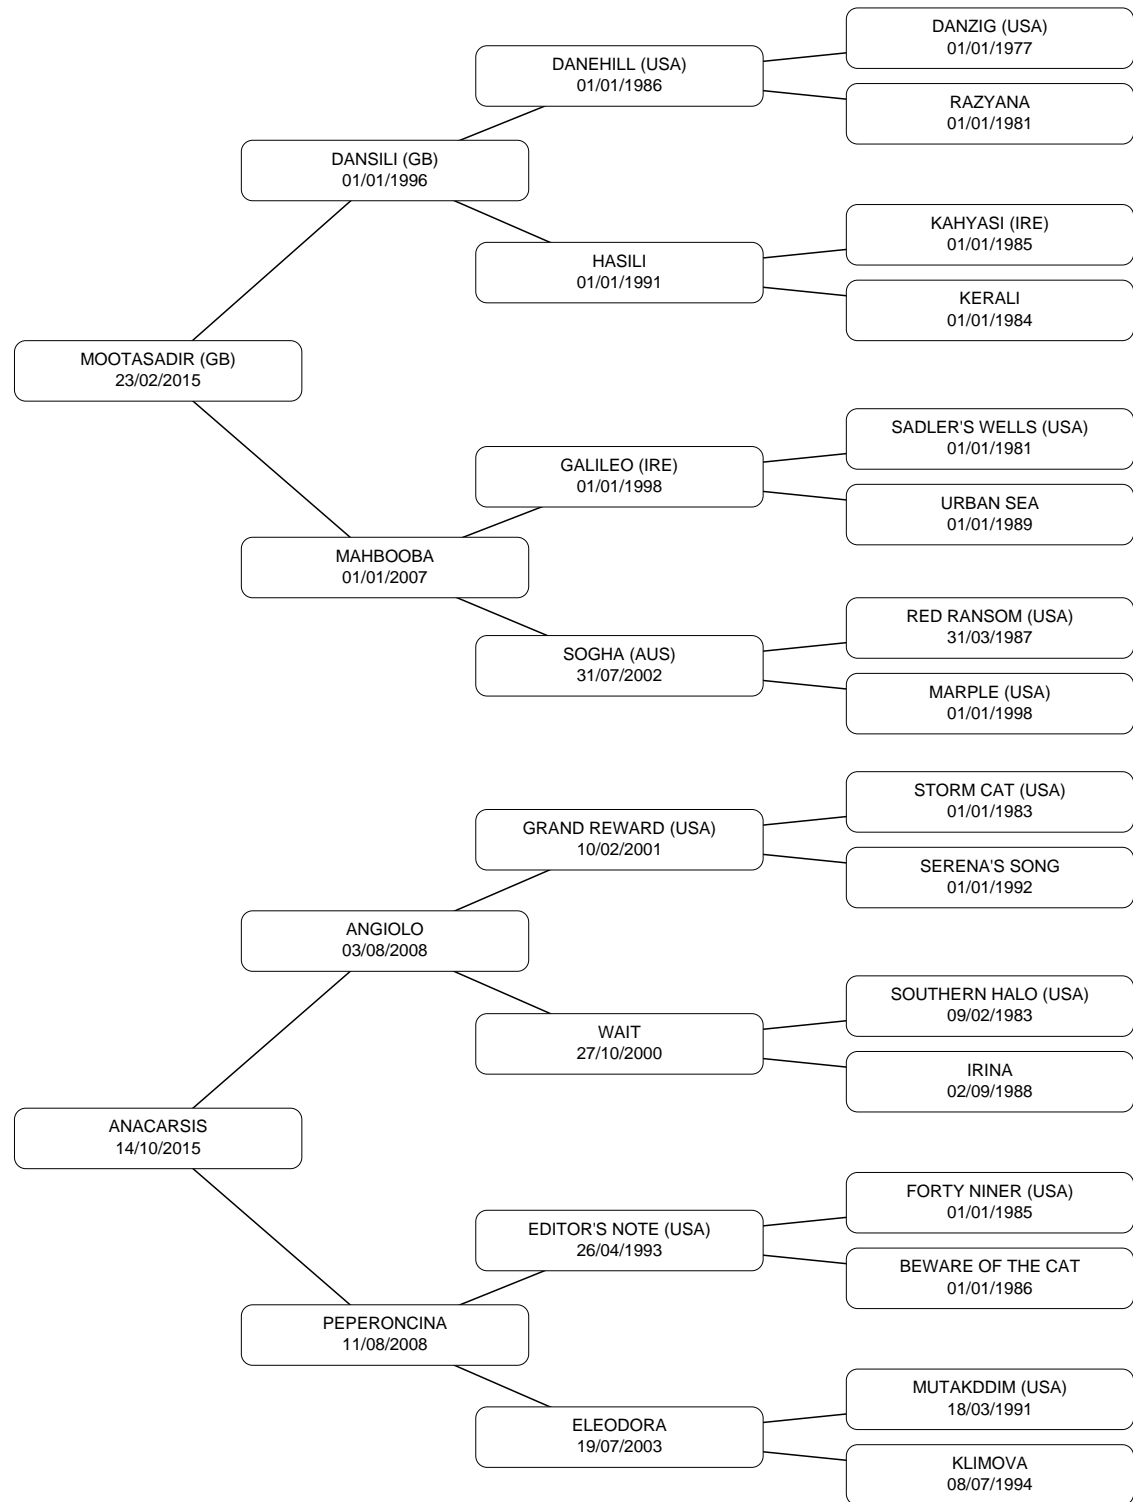 DANZIG (USA)
01/01/1977
DANEHILL (USA)
01/01/1986
RAZYANA
01/01/1981
DANSILI (GB)
01/01/1996
KAHYASI (IRE)
01/01/1985
HASILI
01/01/1991
KERALI
01/01/1984
MOOTASADIR (GB)
23/02/2015
SADLER'S WELLS (USA)
01/01/1981
GALILEO (IRE)
01/01/1998
URBAN SEA
01/01/1989
MAHBOOBA
01/01/2007
RED RANSOM (USA)
31/03/1987
SOGHA (AUS)
31/07/2002
MARPLE (USA)
01/01/1998
STORM CAT (USA)
01/01/1983
GRAND REWARD (USA)
10/02/2001
SERENA'S SONG
01/01/1992
ANGIOLO
03/08/2008
SOUTHERN HALO (USA)
09/02/1983
WAIT
27/10/2000
IRINA
02/09/1988
ANACARSIS
14/10/2015
FORTY NINER (USA)
01/01/1985
EDITOR'S NOTE (USA)
26/04/1993
BEWARE OF THE CAT
01/01/1986
PEPERONCINA
11/08/2008
MUTAKDDIM (USA)
18/03/1991
ELEODORA
19/07/2003
KLIMOVA
08/07/1994